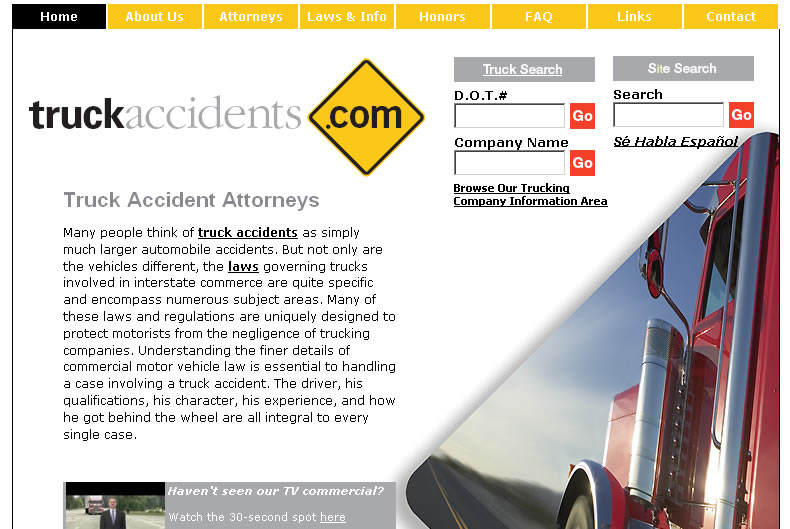 Home About Us Attorneys Laws & Info Honors FAQ Links Contact
truckaccidents.com
Truck Search
D.O.T.#
Go
Company Name
Go
Browse Our Trucking
Company Information Area
Site Search
Search
Go
Sé Habla Español
Truck Accident Attorneys
Many people think of truck accidents as simply
much larger automobile accidents. But not only are
the vehicles different, the laws governing trucks
involved in interstate commerce are quite specific
and encompass numerous subject areas. Many of
these laws and regulations are uniquely designed to
protect motorists from the negligence of trucking
companies. Understanding the finer details of
commercial motor vehicle law is essential to handling
a case involving a truck accident. The driver, his
qualifications, his character, his experience, and how
he got behind the wheel are all integral to every
single case.
Haven't seen our TV commercial?
Watch the 30-second spot here